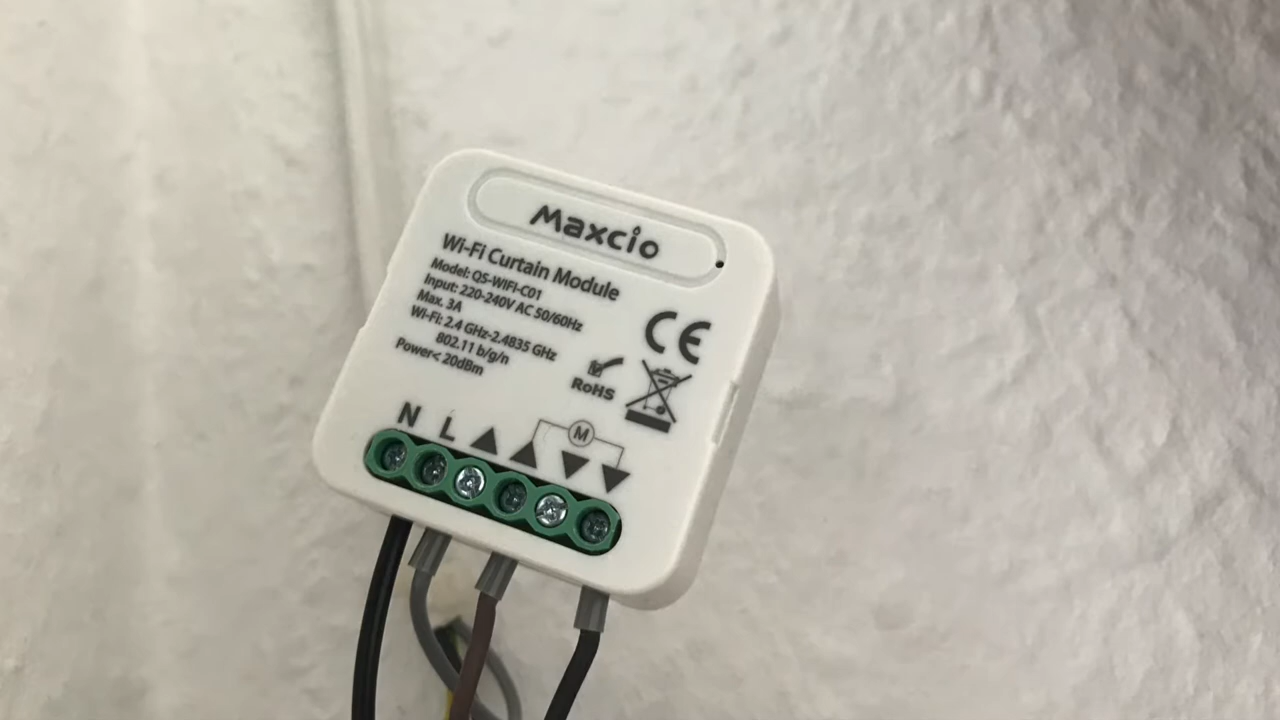 Maxcio
Wi-Fi Curtain Module
Model: QS-WIFI-C01
Input: 220-240V AC 50/60Hz
Max. 3A
Wi-Fi: 2.4 GHz-2.4835 GHz
802.11 b/g/n
Power< 20dBm
CE
RoHS
M
N L